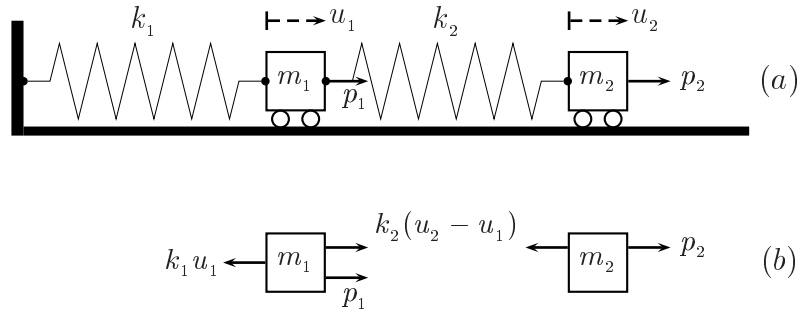 k₁ u₁ k₂ u₂
m₁ p₁ m₂ p₂ (a)
k₂(u₂ − u₁)
k₁u₁ m₁ p₁ m₂ p₂ (b)